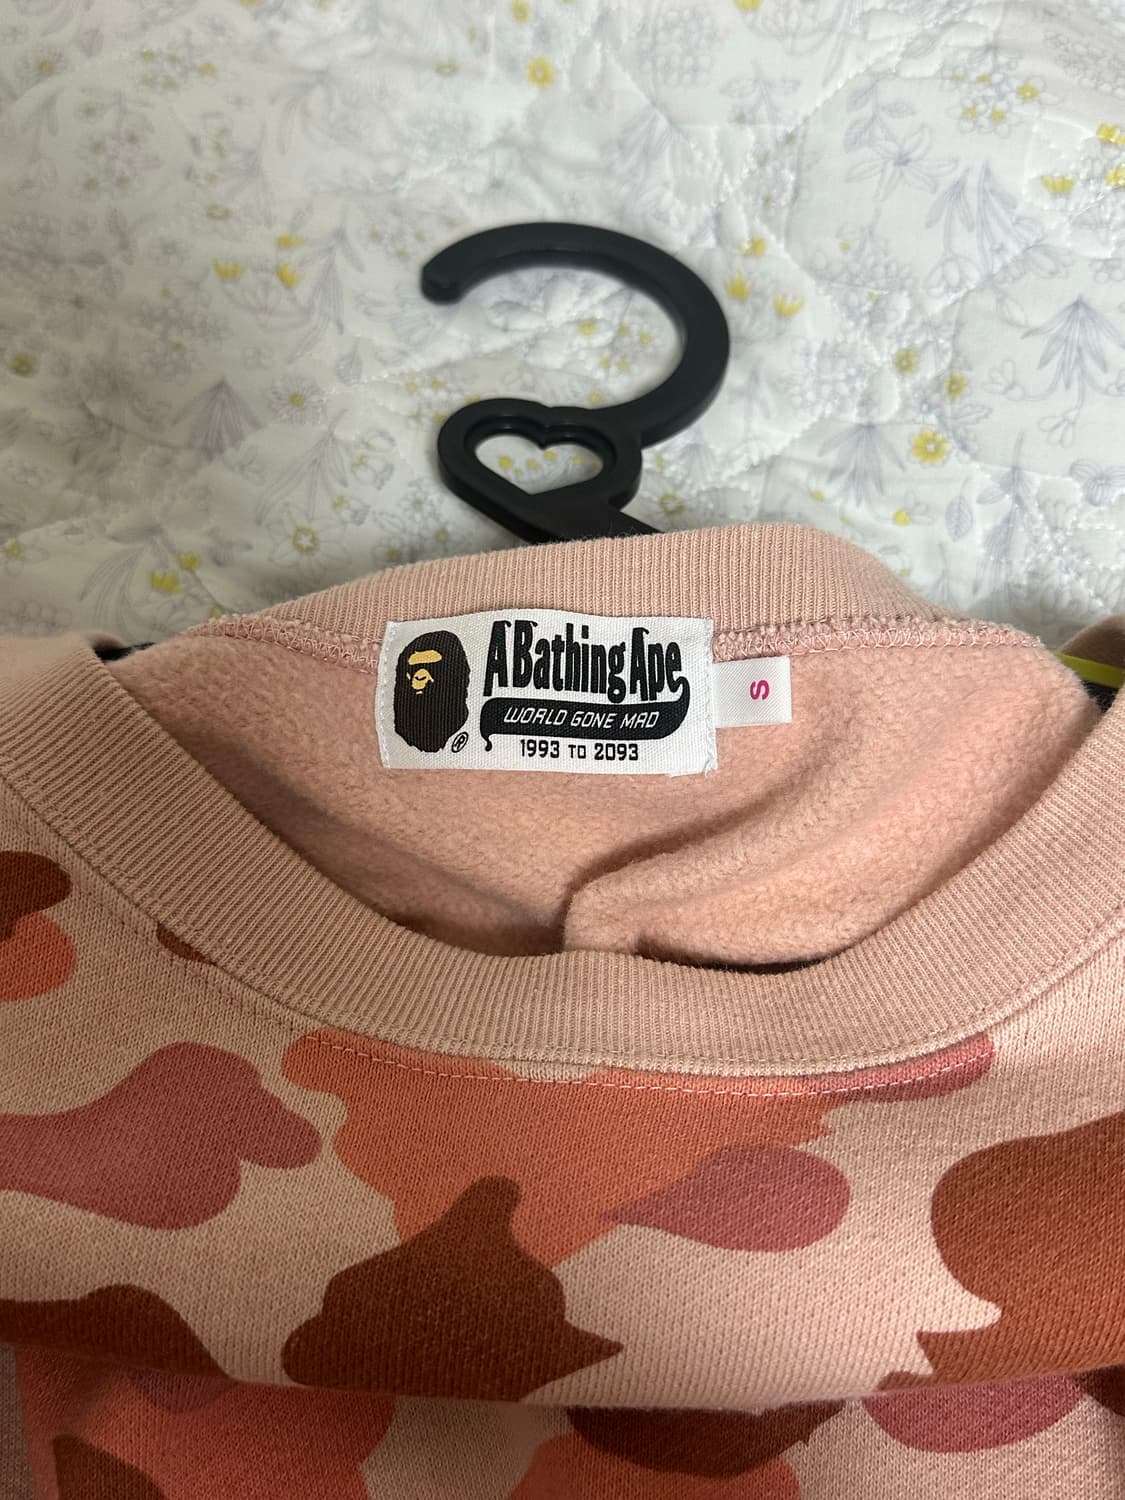 A Bathing Ape
WORLD GONE MAD
1993 TO 2093
®
S